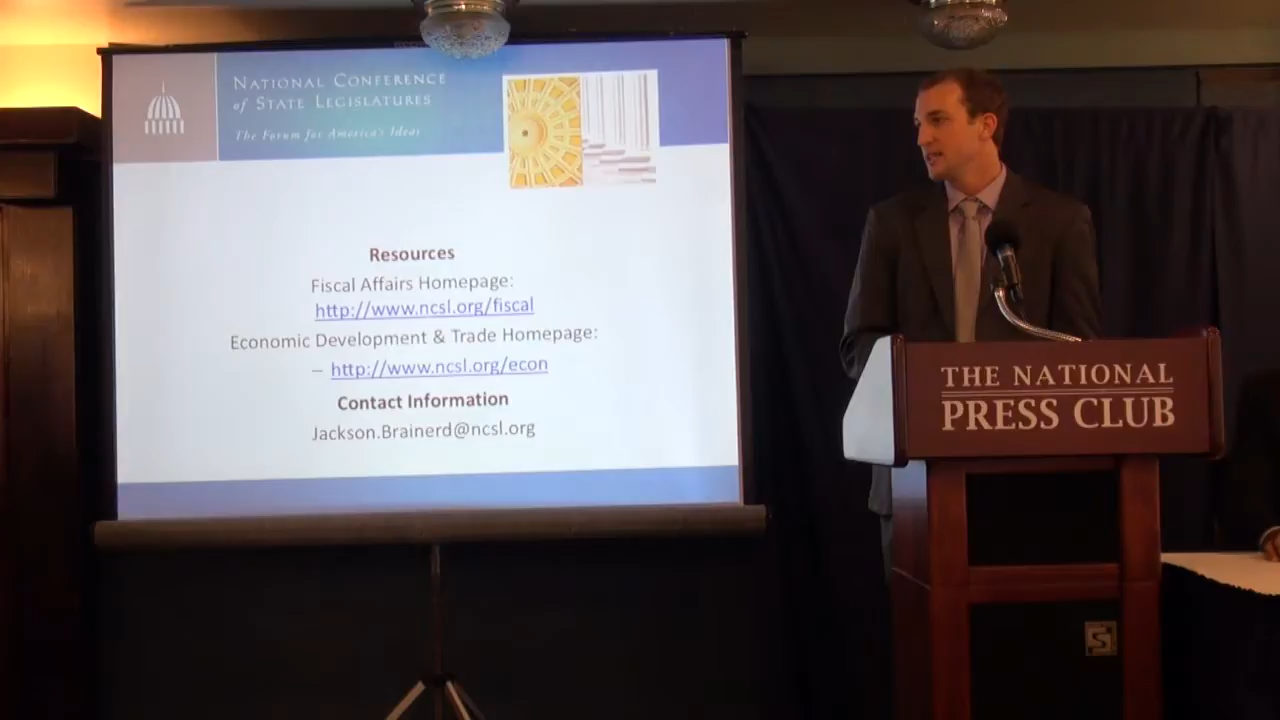 NATIONAL CONFERENCE
of STATE LEGISLATURES
The Forum for America's Ideas
Resources
Fiscal Affairs Homepage:
http://www.ncsl.org/fiscal
Economic Development & Trade Homepage:
– http://www.ncsl.org/econ
Contact Information
Jackson.Brainerd@ncsl.org
THE NATIONAL
PRESS CLUB
S